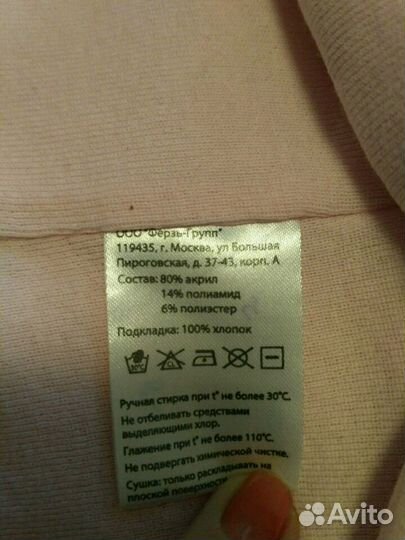 ООО "Ферзь-Групп"
119435, г. Москва, ул Большая
Пироговская, д. 37-43, корп. А
Состав: 80% акрил
14% полиамид
6% полиэстер
Подкладка: 100% хлопок
30°C
Ручная стирка при t° не более 30°C.
Не отбеливать средствами
выделяющими хлор.
Глажение при t° не более 110°C.
Не подвергать химической чистке.
Сушка: только раскладывать на
плоской поверхности
Avito